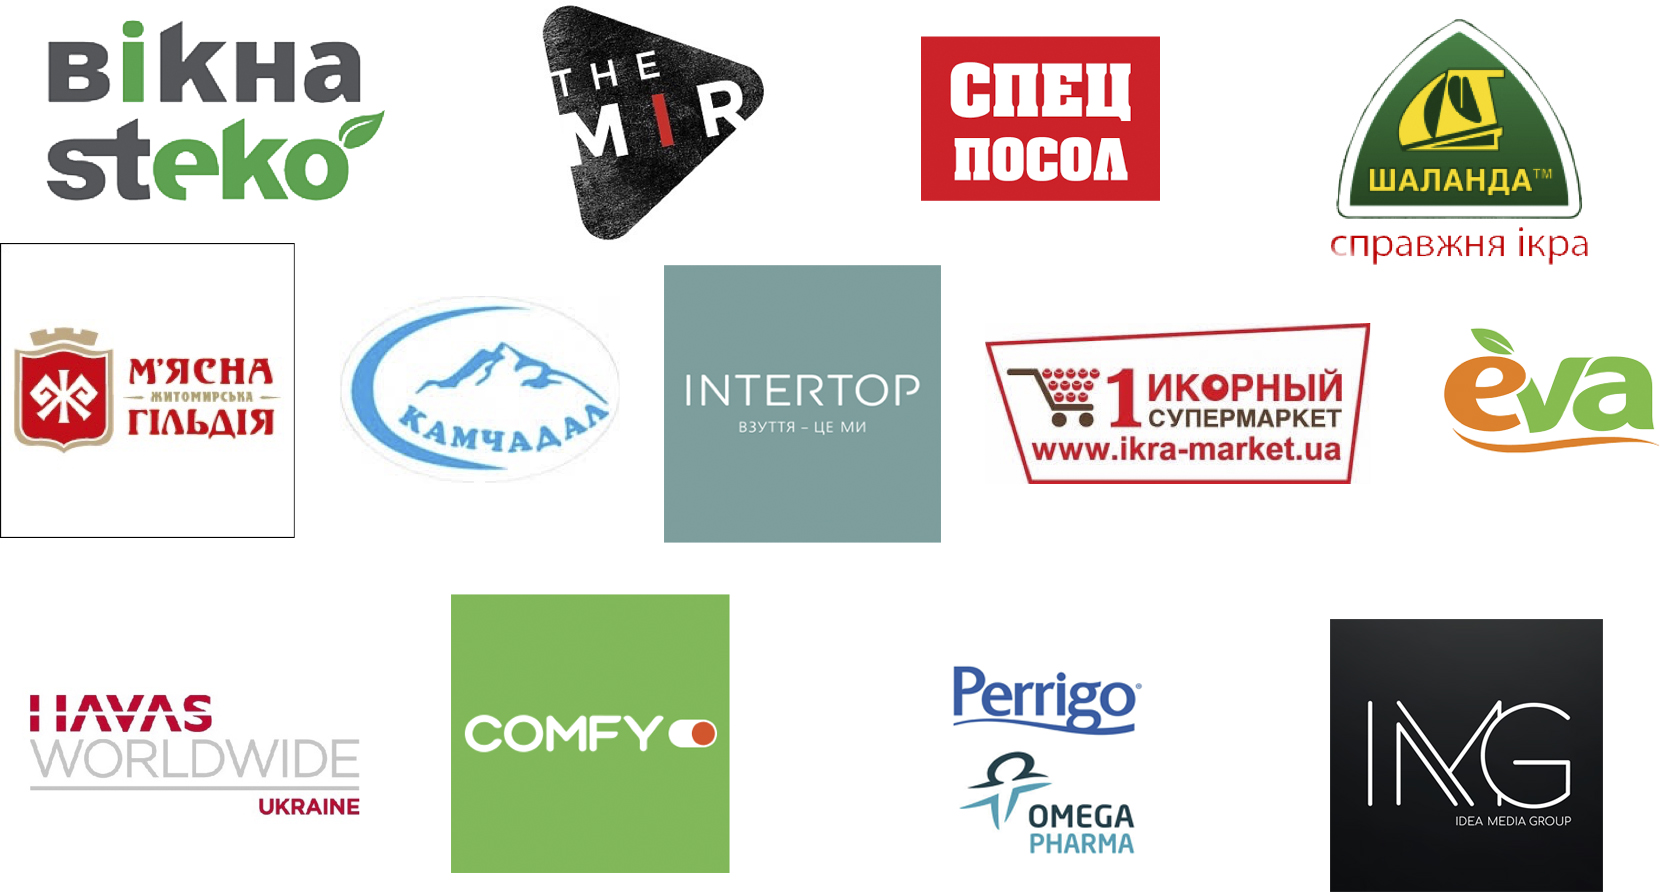 вікна
steko
THE
MIR
СПЕЦ
ПОСОЛ
ШАЛАНДА™
справжня ікра
М'ЯСНА
ЖИТОМИРСЬКА
ГІЛЬДІЯ
КАМЧАДАЛ
INTERTOP
ВЗУТТЯ – ЦЕ МИ
1 ИКОРНЫЙ
СУПЕРМАРКЕТ
www.ikra-market.ua
eva
HAVAS
WORLDWIDE
UKRAINE
COMFY
Perrigo®
OMEGA
PHARMA
IMG
IDEA MEDIA GROUP